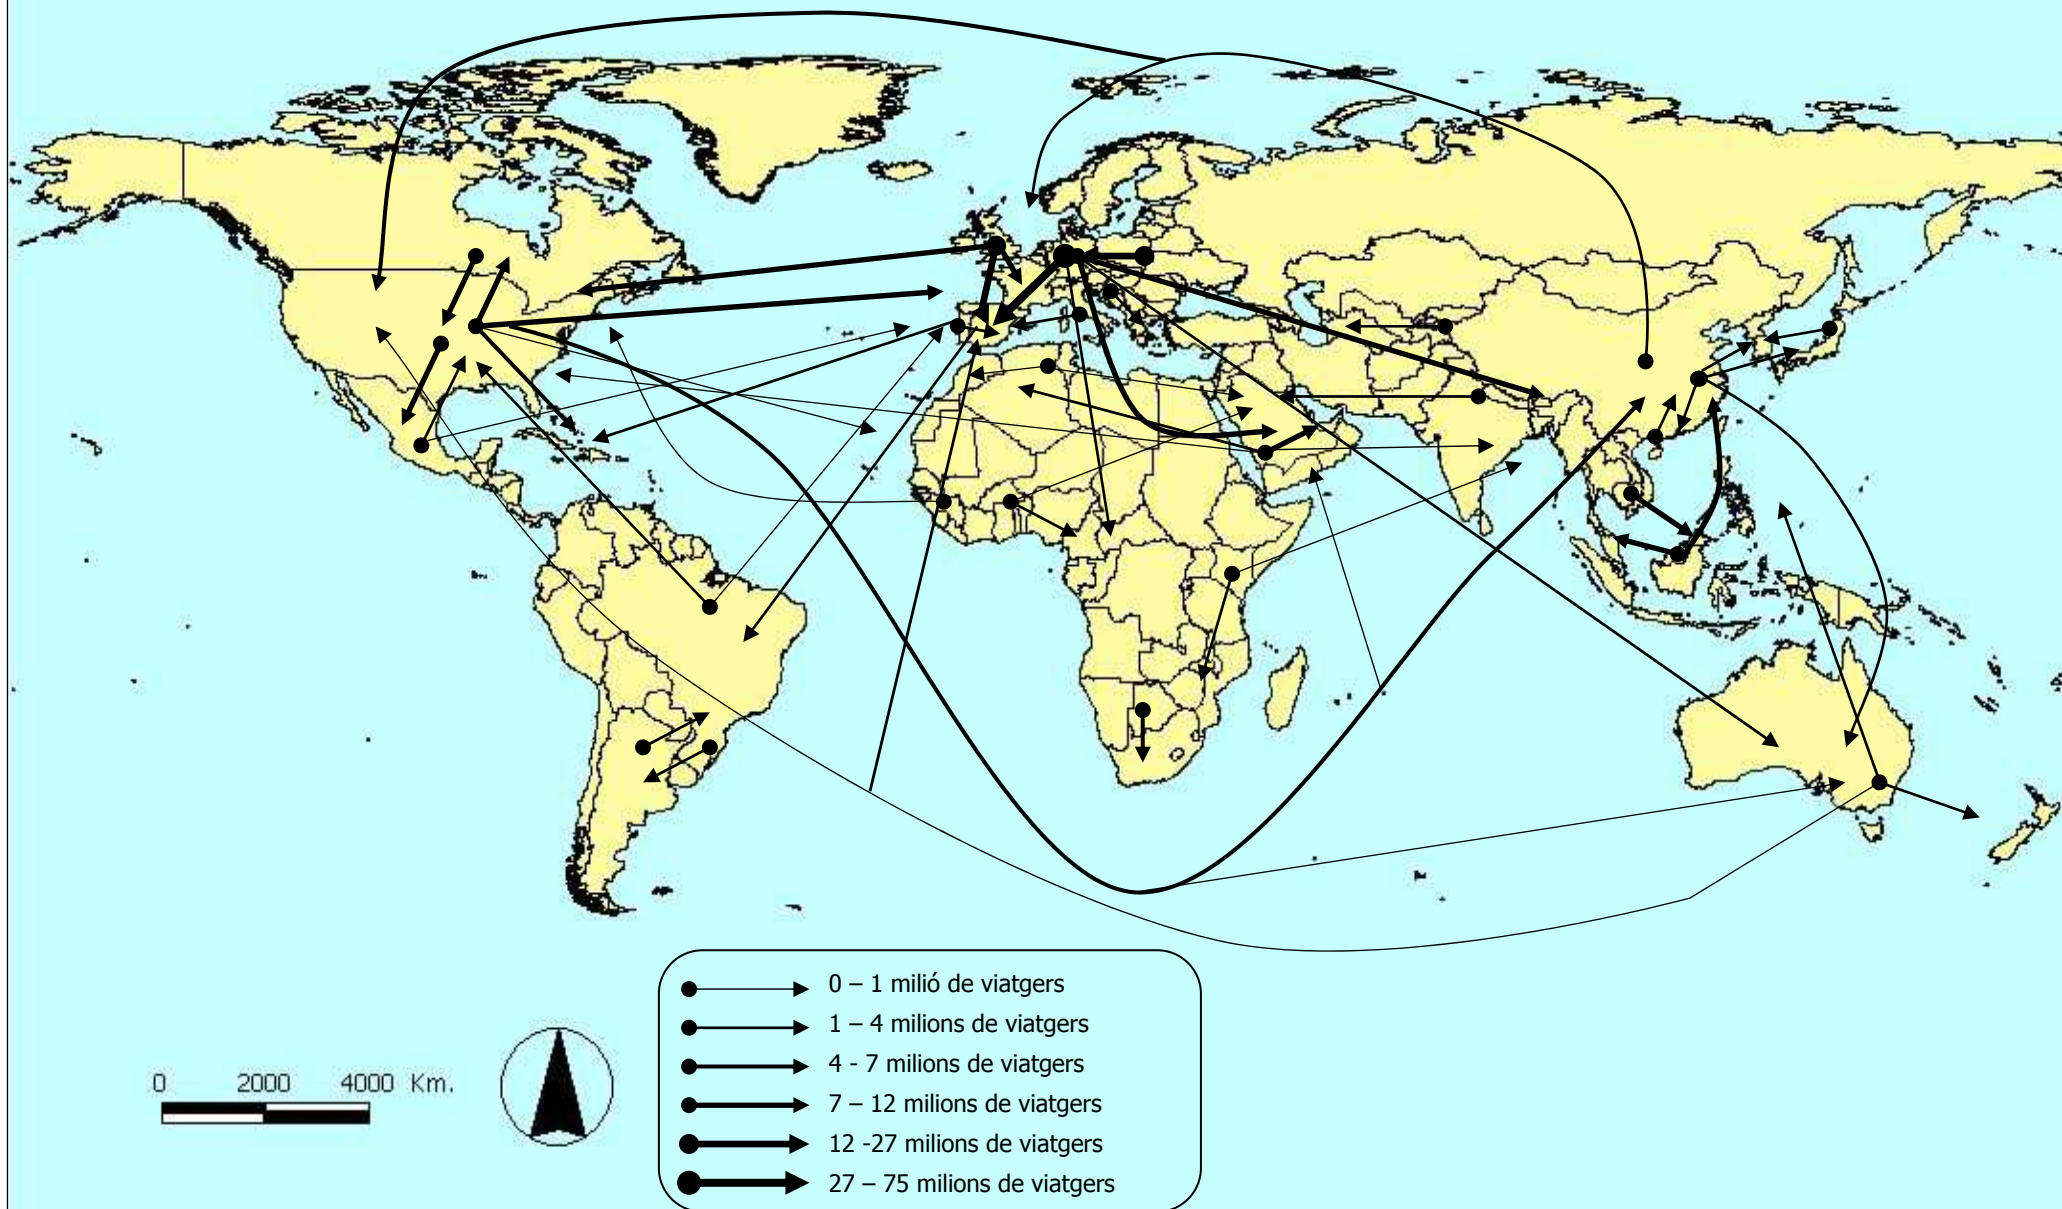 0 – 1 milió de viatgers
1 – 4 milions de viatgers
4 - 7 milions de viatgers
7 – 12 milions de viatgers
12 -27 milions de viatgers
27 – 75 milions de viatgers
0 2000 4000 Km.